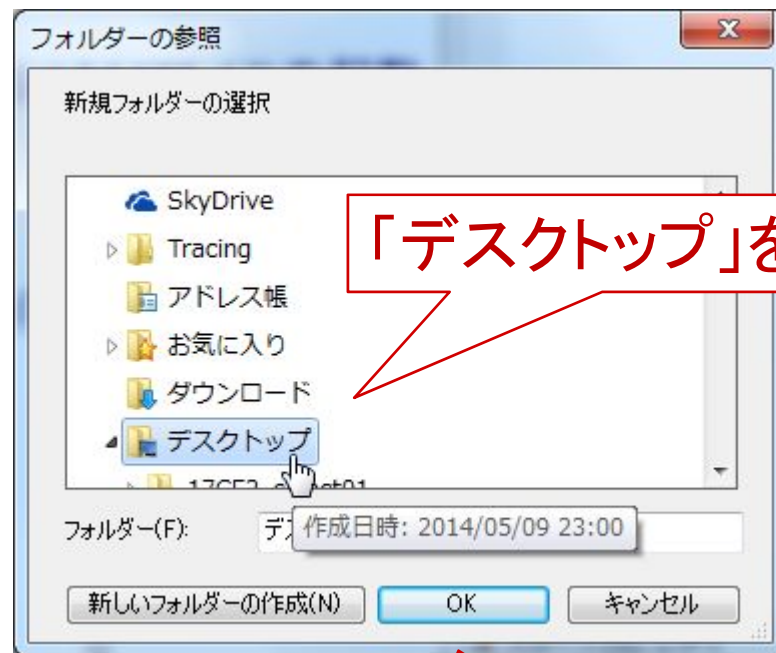 フォルダーの参照
新規フォルダーの選択
SkyDrive
Tracing
「デスクトップ」を
アドレス帳
お気に入り
ダウンロード
デスクトップ
フォルダー(F):
作成日時: 2014/05/09 23:00
新しいフォルダーの作成(N)
OK
キャンセル